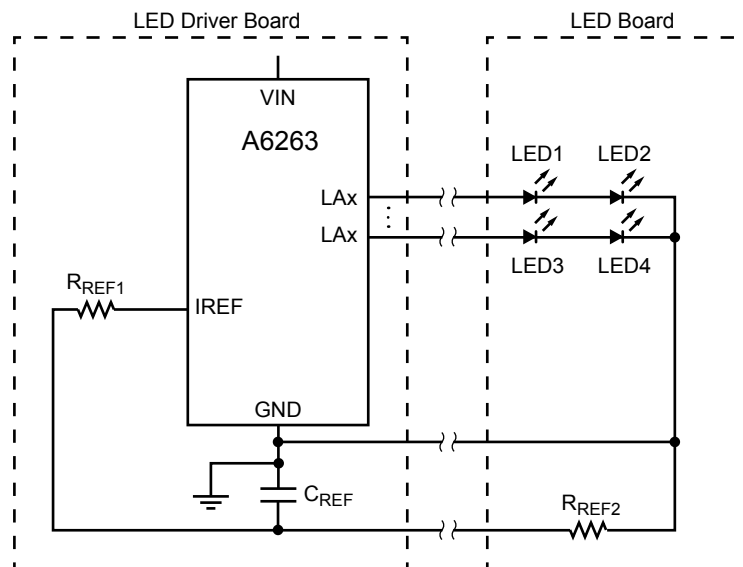 LED Driver Board
LED Board
VIN
A6263
LED1
LED2
LAx
LAx
LED3
LED4
RREF1
IREF
GND
CREF
RREF2